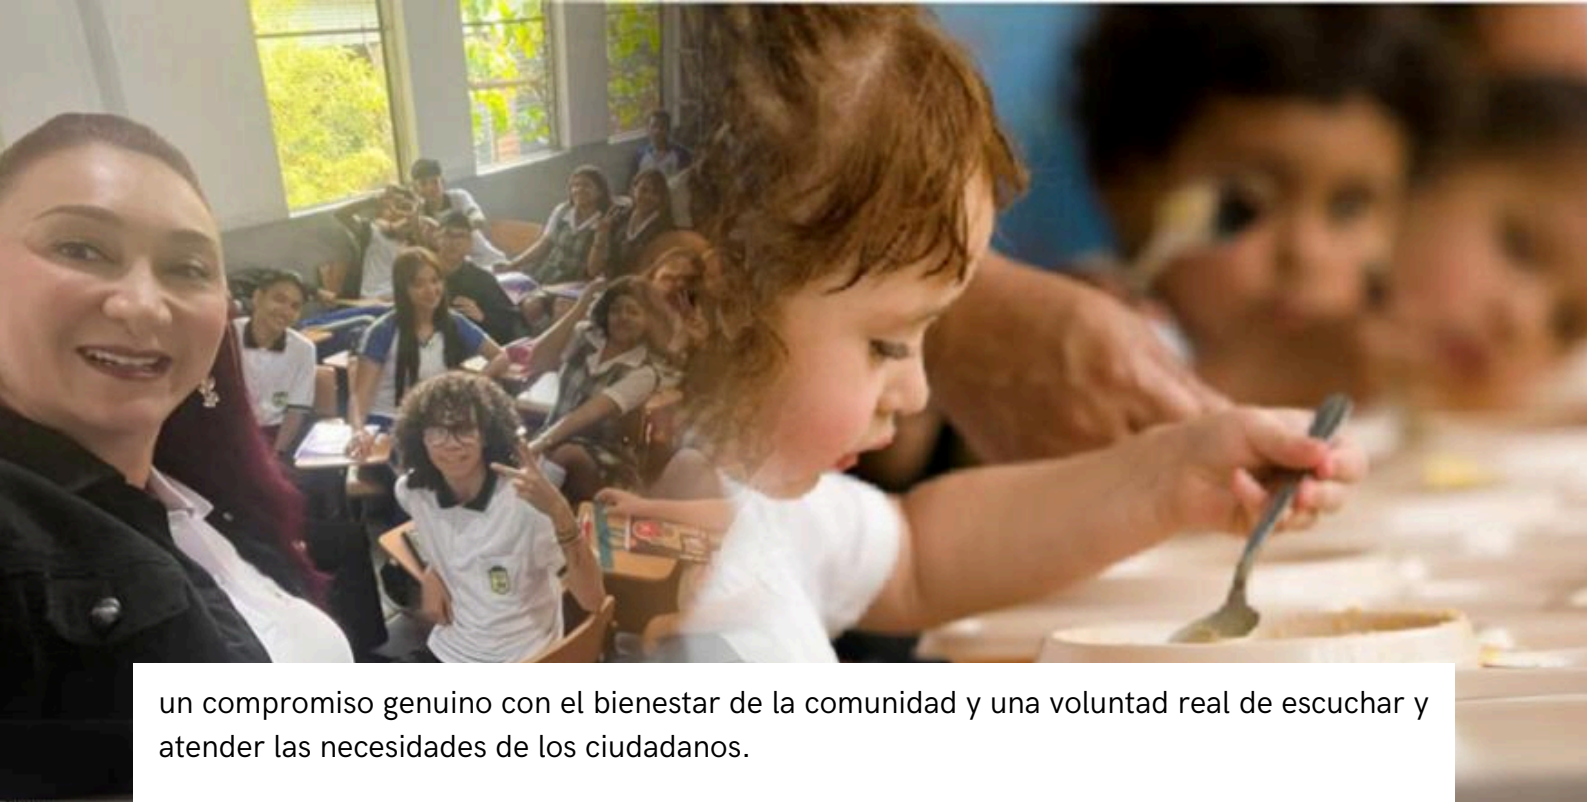 un compromiso genuino con el bienestar de la comunidad y una voluntad real de escuchar y
atender las necesidades de los ciudadanos.